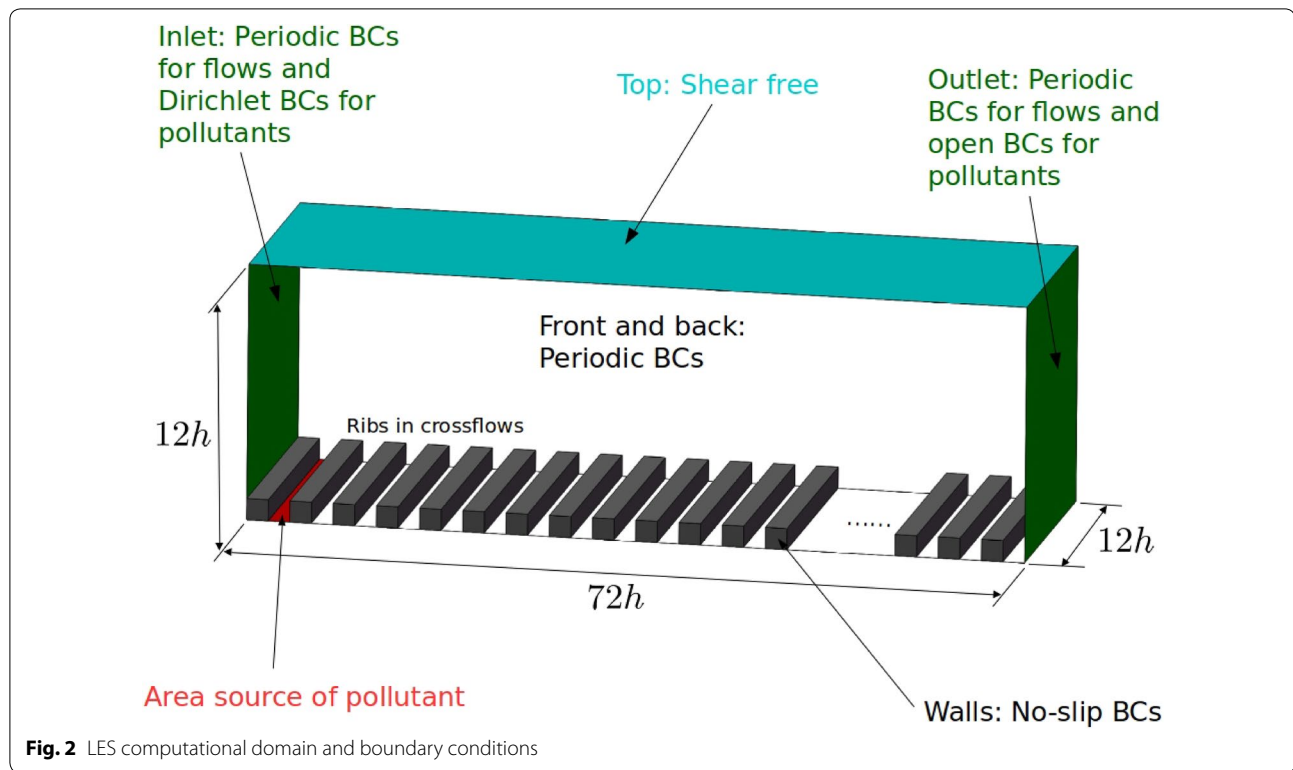 Inlet: Periodic BCs
for flows and
Dirichlet BCs for
pollutants
Top: Shear free
Outlet: Periodic
BCs for flows and
open BCs for
pollutants
Front and back:
Periodic BCs
12h
Ribs in crossflows
......
12h
72h
Area source of pollutant
Walls: No-slip BCs
Fig. 2 LES computational domain and boundary conditions